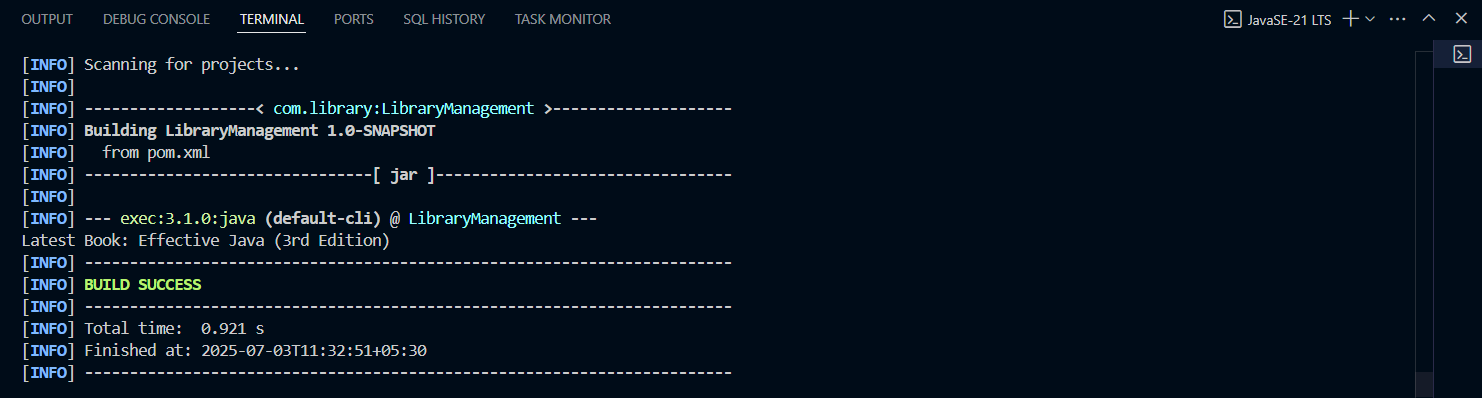 OUTPUT DEBUG CONSOLE TERMINAL PORTS SQL HISTORY TASK MONITOR JavaSE-21 LTS
[INFO] Scanning for projects...
[INFO]
[INFO] -------------------< com.library:LibraryManagement >--------------------
[INFO] Building LibraryManagement 1.0-SNAPSHOT
[INFO]   from pom.xml
[INFO] --------------------------------[ jar ]---------------------------------
[INFO]
[INFO] --- exec:3.1.0:java (default-cli) @ LibraryManagement ---
Latest Book: Effective Java (3rd Edition)
[INFO] ------------------------------------------------------------------------
[INFO] BUILD SUCCESS
[INFO] ------------------------------------------------------------------------
[INFO] Total time:  0.921 s
[INFO] Finished at: 2025-07-03T11:32:51+05:30
[INFO] ------------------------------------------------------------------------